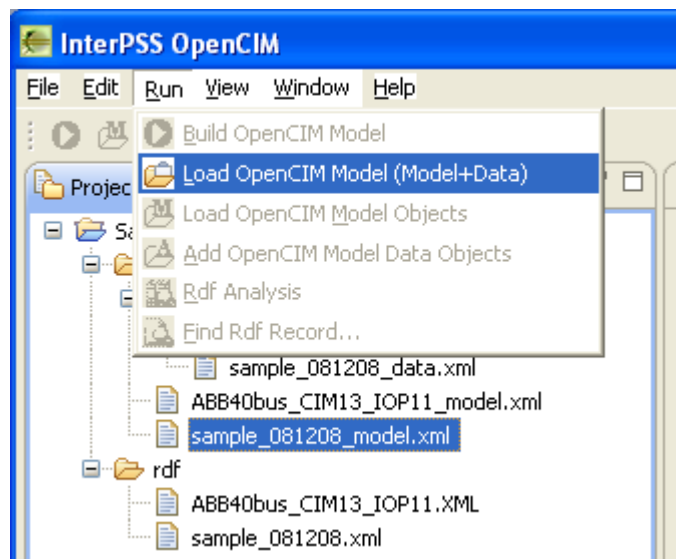 InterPSS OpenCIM
File Edit Run View Window Help
Build OpenCIM Model
Load OpenCIM Model (Model+Data)
Projec
Load OpenCIM Model Objects
Add OpenCIM Model Data Objects
Rdf Analysis
Find Rdf Record...
sample_081208_data.xml
ABB40bus_CIM13_IOP11_model.xml
sample_081208_model.xml
rdf
ABB40bus_CIM13_IOP11.XML
sample_081208.xml